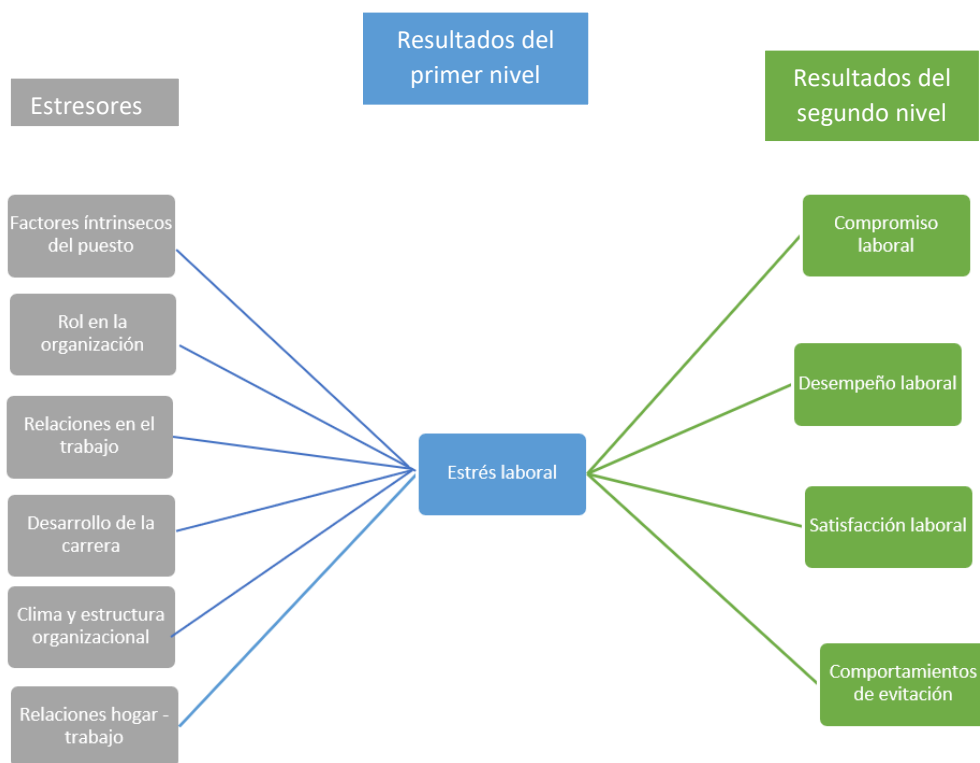 Resultados del
primer nivel
Resultados del
segundo nivel
Estresores
Factores íntrinsecos
del puesto
Rol en la
organización
Relaciones en el
trabajo
Desarrollo de la
carrera
Clima y estructura
organizacional
Relaciones hogar -
trabajo
Estrés laboral
Compromiso
laboral
Desempeño laboral
Satisfacción laboral
Comportamientos
de evitación